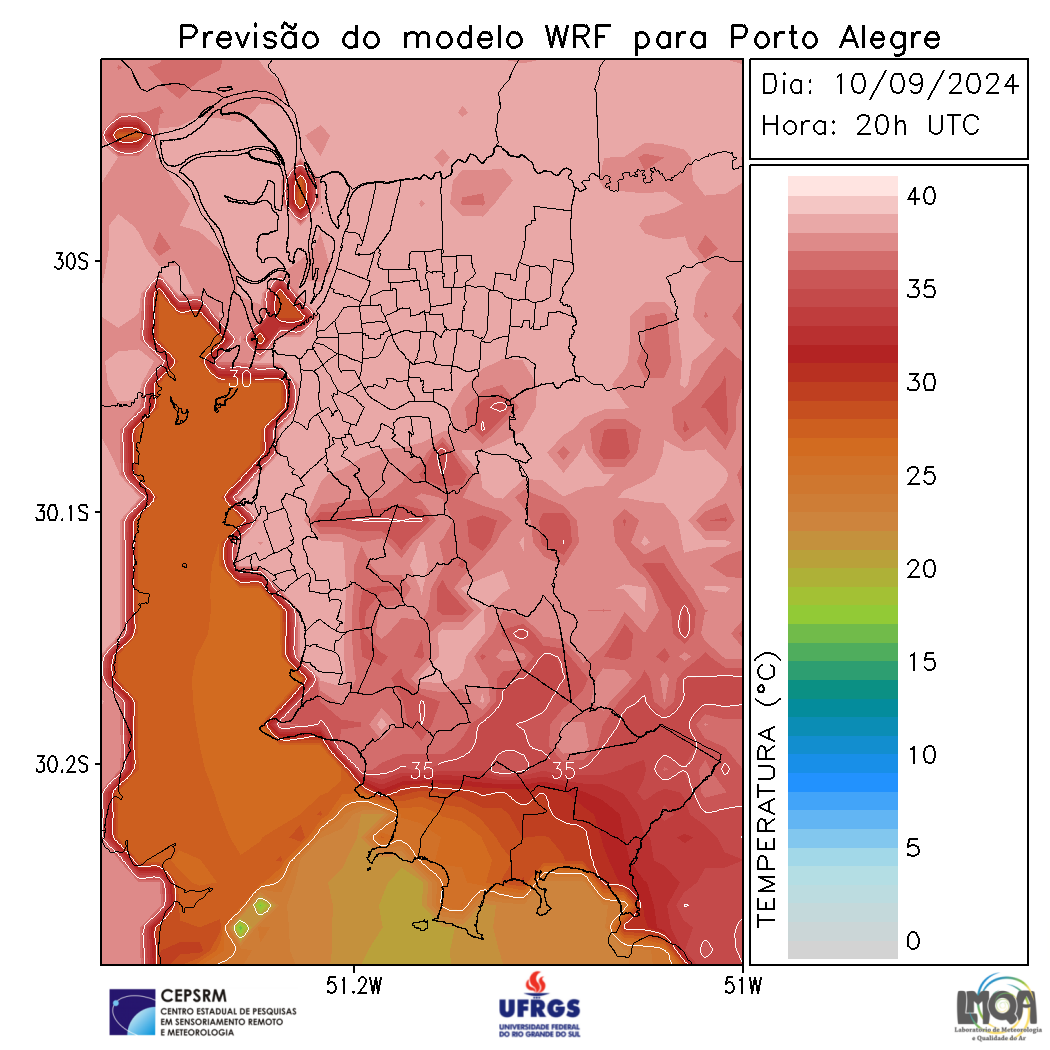 Previsão do modelo WRF para Porto Alegre
Dia: 10/09/2024
Hora: 20h UTC
40
35
30
25
20
15
10
5
0
TEMPERATURA (°C)
30S
30.1S
30.2S
51.2W
51W
30
35
35
CEPSRM
CENTRO ESTADUAL DE PESQUISAS
EM SENSORIAMENTO REMOTO
E METEOROLOGIA
UFRGS
UNIVERSIDADE FEDERAL
DO RIO GRANDE DO SUL
LMQA
Laboratório de Meteorologia
e Qualidade do Ar